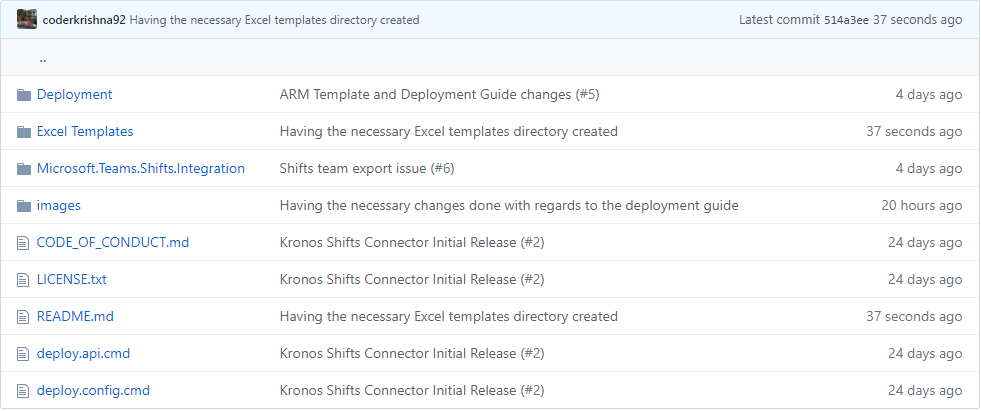 coderkrishna92 Having the necessary Excel templates directory created Latest commit 514a3ee 37 seconds ago
..
Deployment ARM Template and Deployment Guide changes (#5) 4 days ago
Excel Templates Having the necessary Excel templates directory created 37 seconds ago
Microsoft.Teams.Shifts.Integration Shifts team export issue (#6) 4 days ago
images Having the necessary changes done with regards to the deployment guide 20 hours ago
CODE_OF_CONDUCT.md Kronos Shifts Connector Initial Release (#2) 24 days ago
LICENSE.txt Kronos Shifts Connector Initial Release (#2) 24 days ago
README.md Having the necessary Excel templates directory created 37 seconds ago
deploy.api.cmd Kronos Shifts Connector Initial Release (#2) 24 days ago
deploy.config.cmd Kronos Shifts Connector Initial Release (#2) 24 days ago